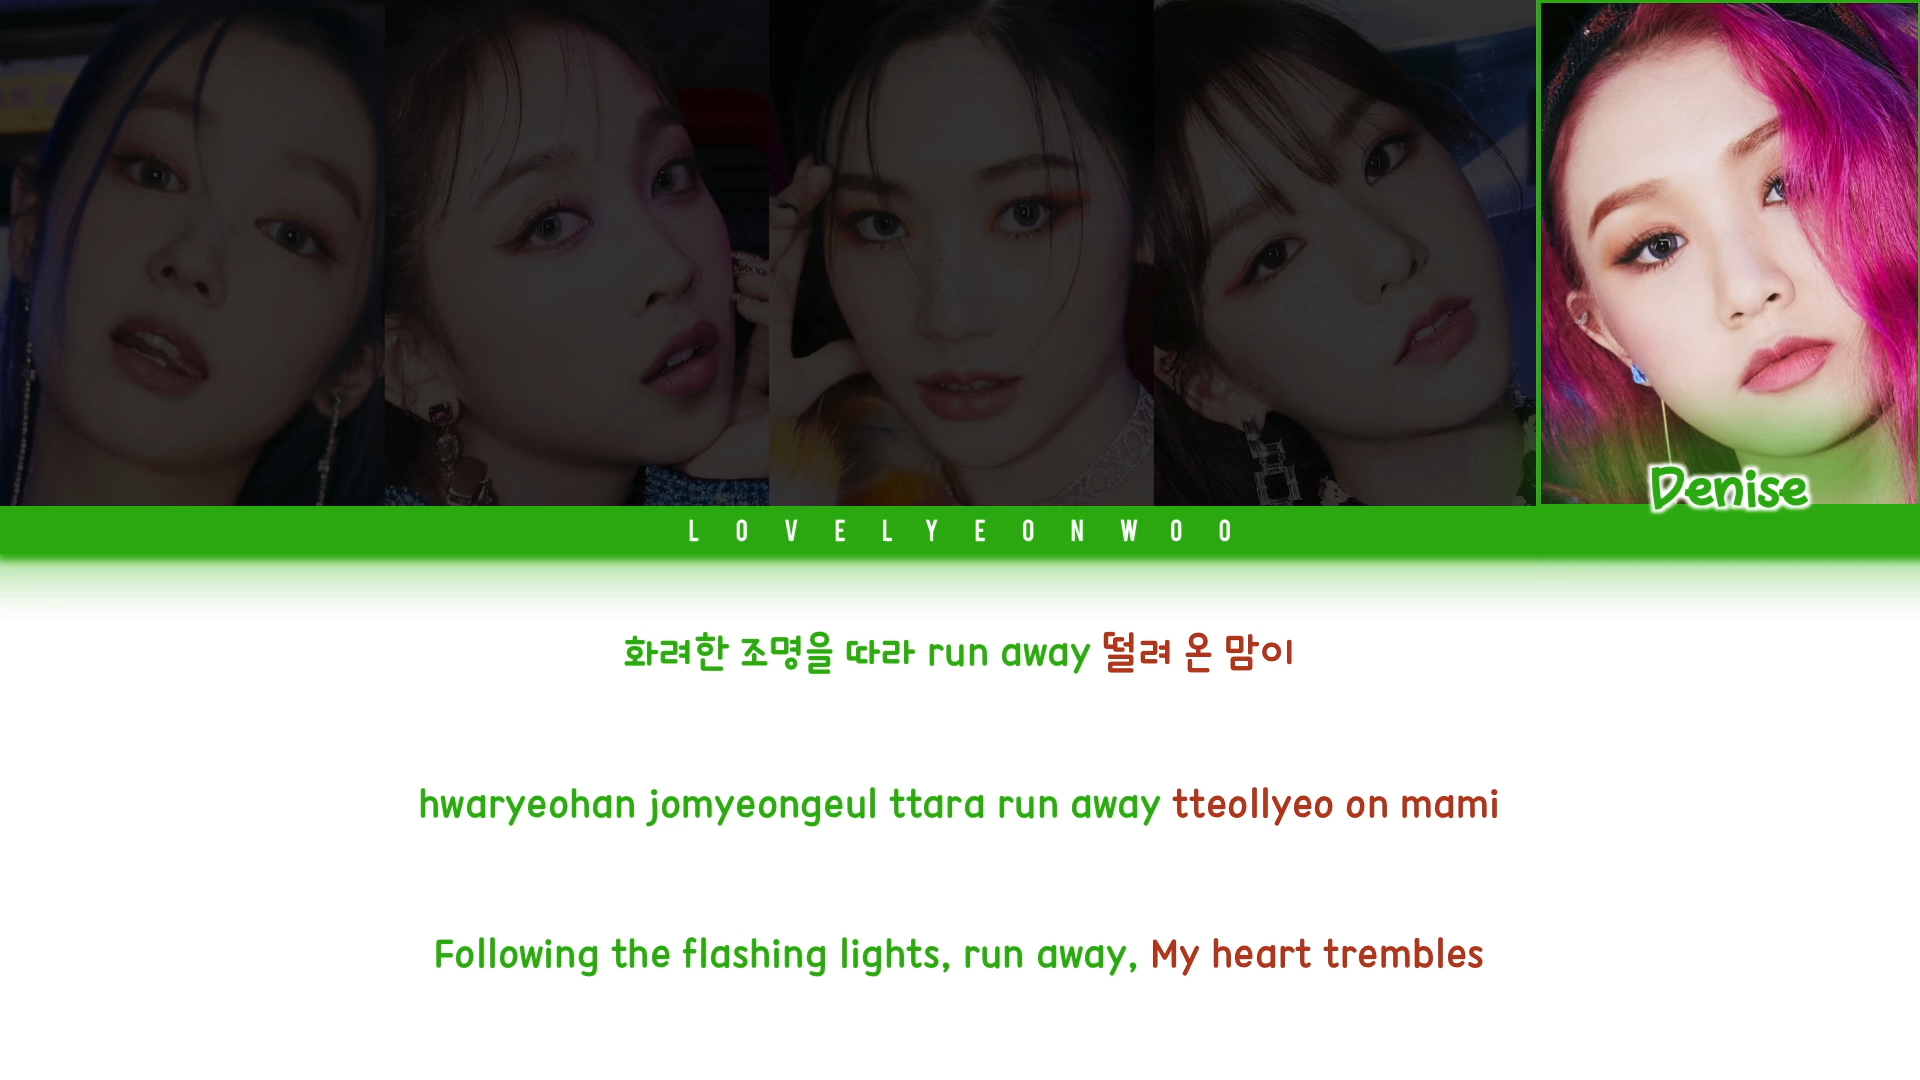 Denise
LOVELYEONWOO
화려한 조명을 따라 run away 떨려 온 맘이
hwaryeohan jomyeongeul ttara run away tteollyeo on mami
Following the flashing lights, run away, My heart trembles